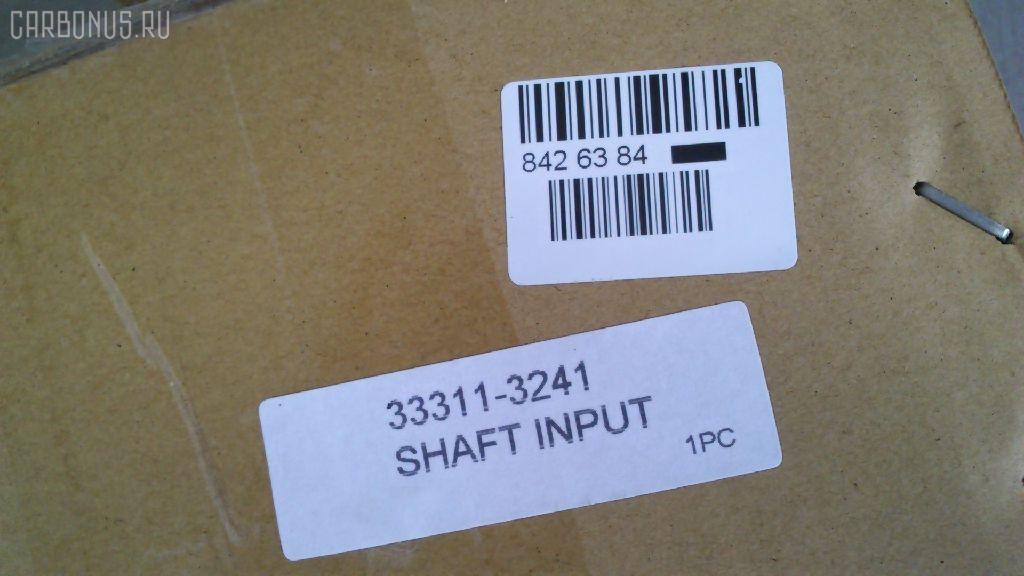 CARBONUS.RU
842 63 84
33311-3241
SHAFT INPUT
1PC